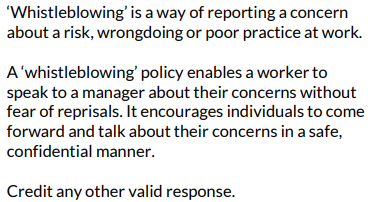 ‘Whistleblowing’ is a way of reporting a concern
about a risk, wrongdoing or poor practice at work.
A ‘whistleblowing’ policy enables a worker to
speak to a manager about their concerns without
fear of reprisals. It encourages individuals to come
forward and talk about their concerns in a safe,
confidential manner.
Credit any other valid response.